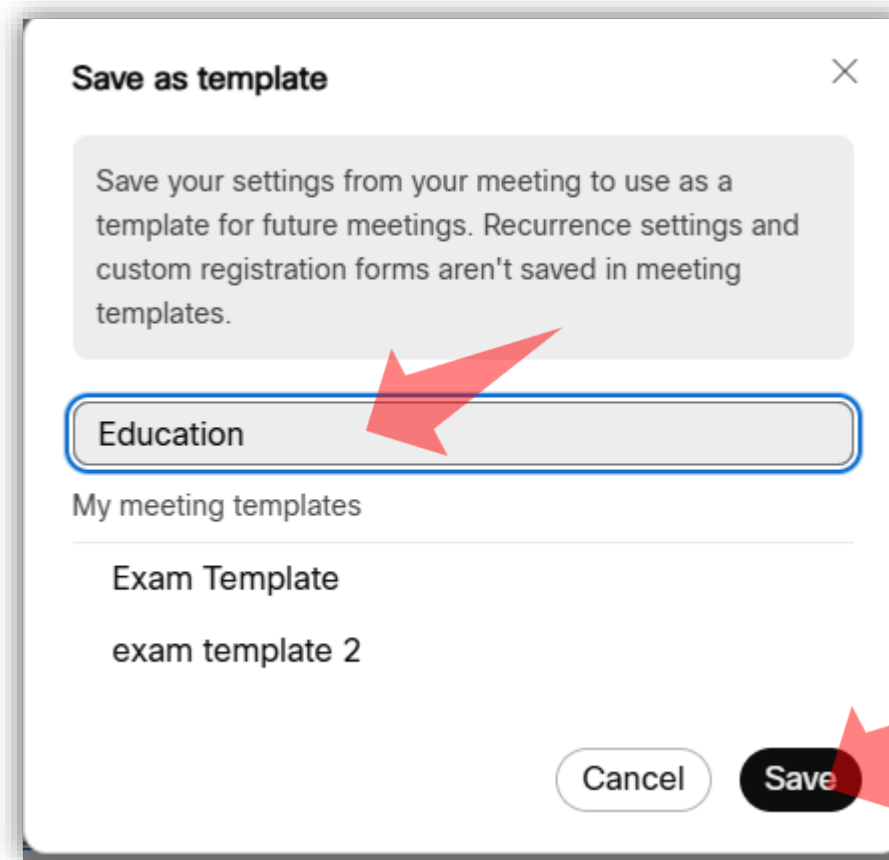 Save as template
Save your settings from your meeting to use as a
template for future meetings. Recurrence settings and
custom registration forms aren't saved in meeting
templates.
Education
My meeting templates
Exam Template
exam template 2
Cancel Save